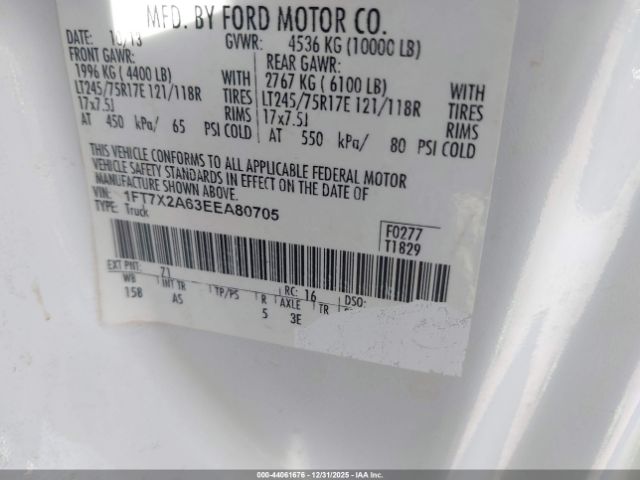 MFD. BY FORD MOTOR CO.
DATE: 10/13 GVWR: 4536 KG (10000 LB)
FRONT GAWR: REAR GAWR:
1996 KG (4400 LB) WITH 2767 KG (6100 LB) WITH
LT245/75R17E 121/118R TIRES LT245/75R17E 121/118R TIRES
17x7.5J RIMS 17x7.5J RIMS
AT 450 kPa/ 65 PSI COLD AT 550 kPa/ 80 PSI COLD
THIS VEHICLE CONFORMS TO ALL APPLICABLE FEDERAL MOTOR
VEHICLE SAFETY STANDARDS IN EFFECT ON THE DATE OF
MANUFACTURE SHOWN ABOVE.
VIN: 1FT7X2A63EEA80705
TYPE: Truck
F0277
T1829
EXT PNT: Z1 RC: 16 DSO:
WB INT TR TP/PS R AXLE TR
158 AS 5 3E
000-44061676 - 12/31/2025 - Copyright © IAA, LLC